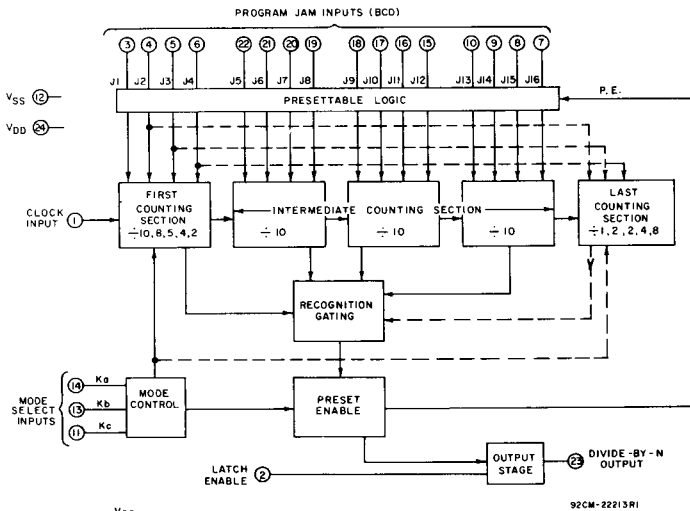 PROGRAM JAM INPUTS (BCD)
3 4 5 6 22 21 20 19 18 17 16 15 10 9 8 7
J1 J2 J3 J4 J5 J6 J7 J8 J9 J10 J11 J12 J13 J14 J15 J16
VSS 12
PRESETTABLE LOGIC
P.E.
VDD 24
CLOCK INPUT 1
FIRST
COUNTING
SECTION
÷10,8,5,4,2
INTERMEDIATE COUNTING SECTION
÷10
÷10
÷10
LAST
COUNTING
SECTION
÷1,2,2,4,8
RECOGNITION
GATING
MODE
SELECT
INPUTS
14 Ka
13 Kb
11 Kc
MODE
CONTROL
PRESET
ENABLE
LATCH
ENABLE 2
OUTPUT
STAGE
23 DIVIDE-BY-N
OUTPUT
92CM-22213R1